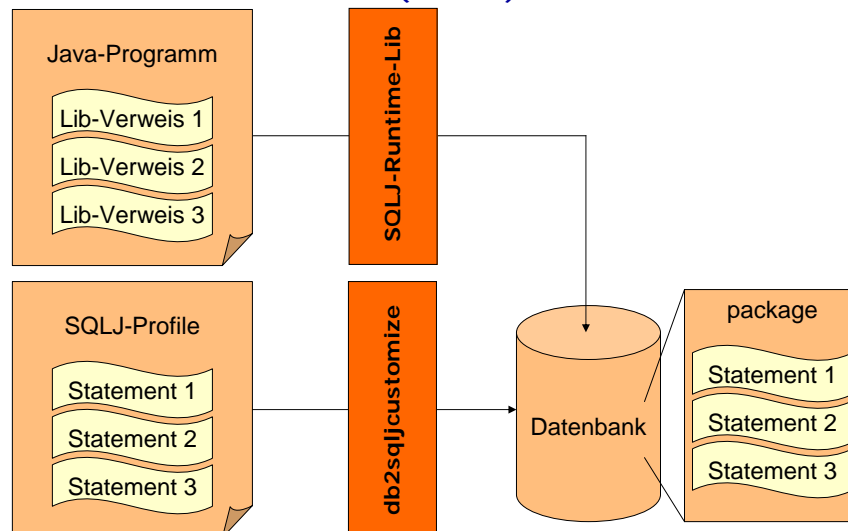 Java-Programm
Lib-Verweis 1
Lib-Verweis 2
Lib-Verweis 3
SQLJ-Runtime-Lib
SQLJ-Profile
Statement 1
Statement 2
Statement 3
db2sqljcustomize
Datenbank
package
Statement 1
Statement 2
Statement 3